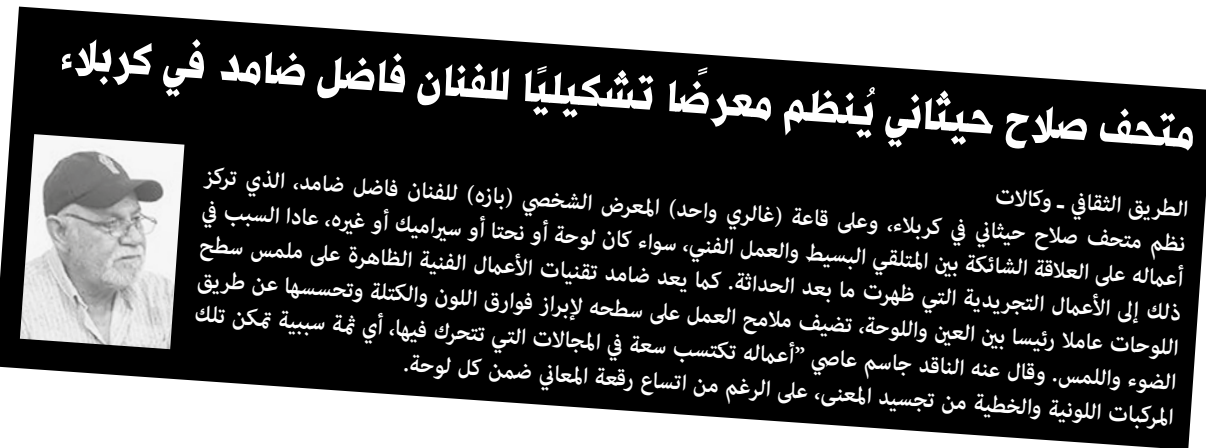 متحف صلاح حيثاني يُنظم معرضًا تشكيليًا للفنان فاضل ضامد في كربلاء
الطريق الثقافي ـ وكالات
نظم متحف صلاح حيثاني في كربلاء، وعلى قاعة (غالري واحد) المعرض الشخصي (بازه) للفنان فاضل ضامد، الذي تركز
أعماله على العلاقة الشائكة بين المتلقي البسيط والعمل الفني، سواء كان لوحة أو نحتا أو سيراميك أو غيره، عادا السبب في
ذلك إلى الأعمال التجريدية التي ظهرت ما بعد الحداثة. كما يعد ضامد تقنيات الأعمال الفنية الظاهرة على ملمس سطح
اللوحات عاملا رئيسا بين العين واللوحة، تضيف ملامح العمل على سطحه لإبراز فوارق اللون والكتلة وتحسسها عن طريق
الضوء واللمس. وقال عنه الناقد جاسم عاصي ”أعماله تكتسب سعة في المجالات التي تتحرك فيها، أي ثمة سببية تمكن تلك
المركبات اللونية والخطية من تجسيد المعنى، على الرغم من اتساع رقعة المعاني ضمن كل لوحة.